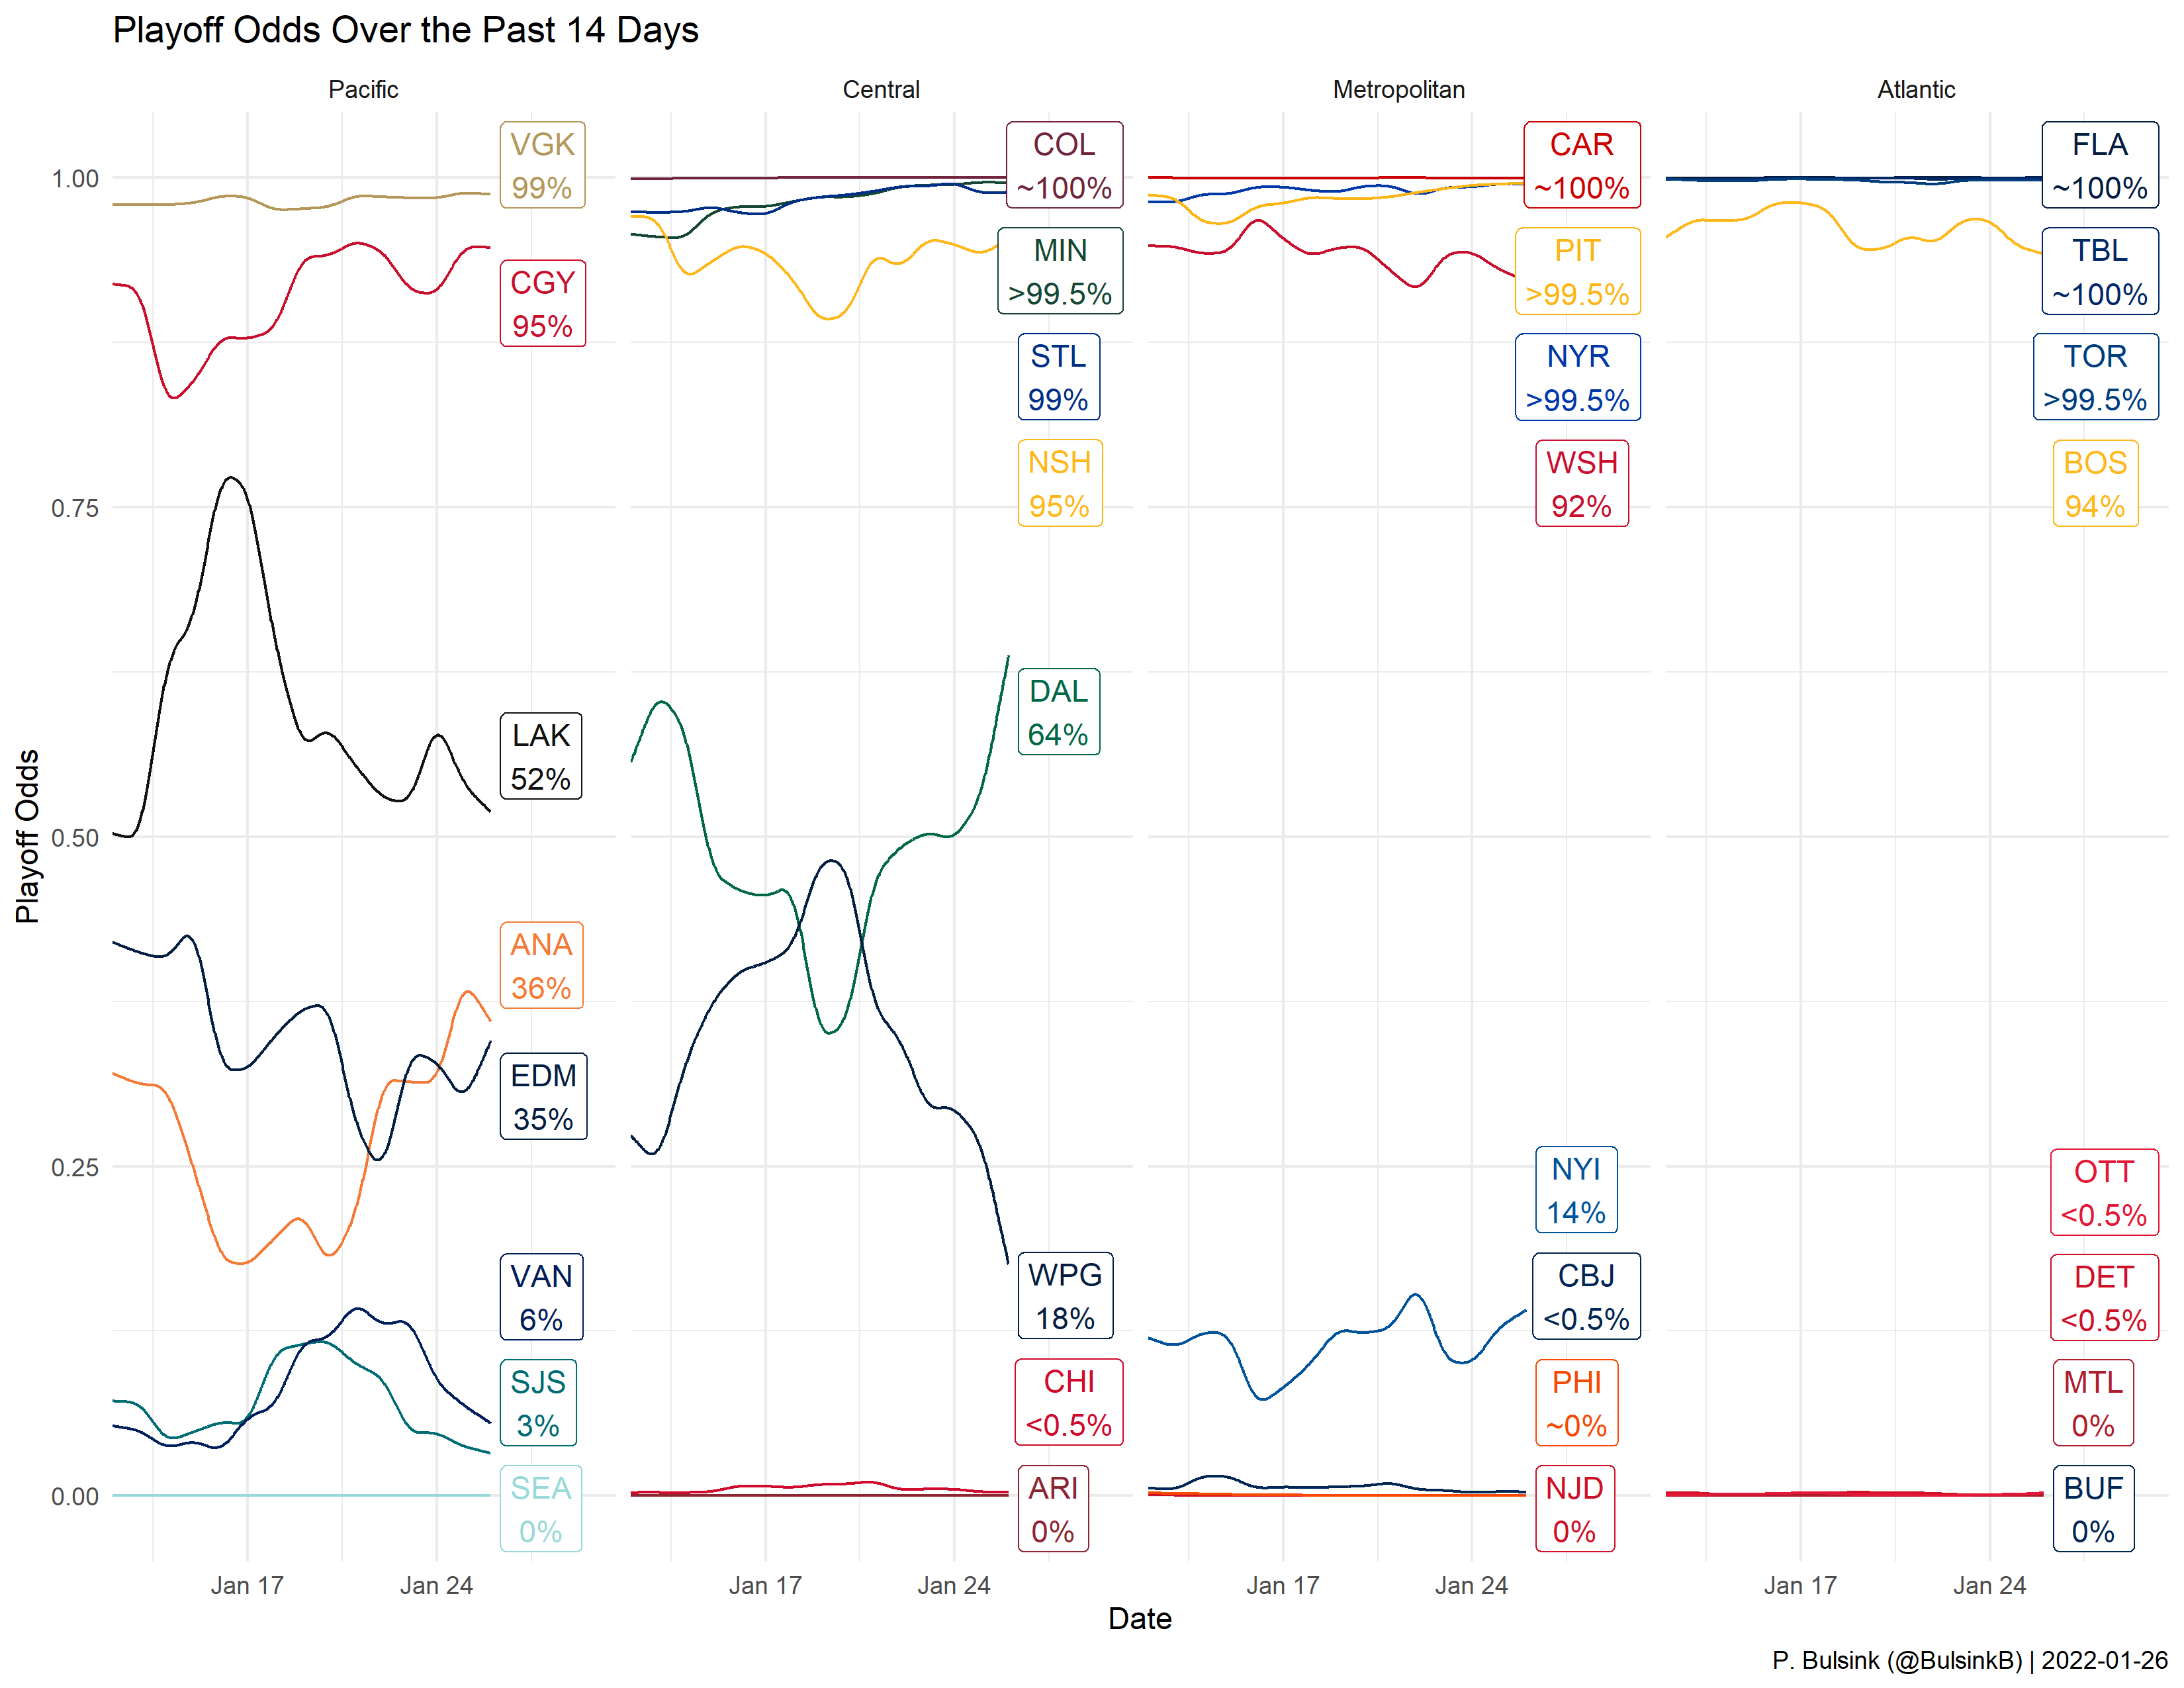 Playoff Odds Over the Past 14 Days
Pacific
Central
Metropolitan
Atlantic
Playoff Odds
1.00
0.75
0.50
0.25
0.00
VGK
99%
CGY
95%
LAK
52%
ANA
36%
EDM
35%
VAN
6%
SJS
3%
SEA
0%
COL
~100%
MIN
>99.5%
STL
99%
NSH
95%
DAL
64%
WPG
18%
CHI
<0.5%
ARI
0%
CAR
~100%
PIT
>99.5%
NYR
>99.5%
WSH
92%
NYI
14%
CBJ
<0.5%
PHI
~0%
NJD
0%
FLA
~100%
TBL
~100%
TOR
>99.5%
BOS
94%
OTT
<0.5%
DET
<0.5%
MTL
0%
BUF
0%
Jan 17
Jan 24
Jan 17
Jan 24
Jan 17
Jan 24
Jan 17
Jan 24
Date
P. Bulsink (@BulsinkB) | 2022-01-26